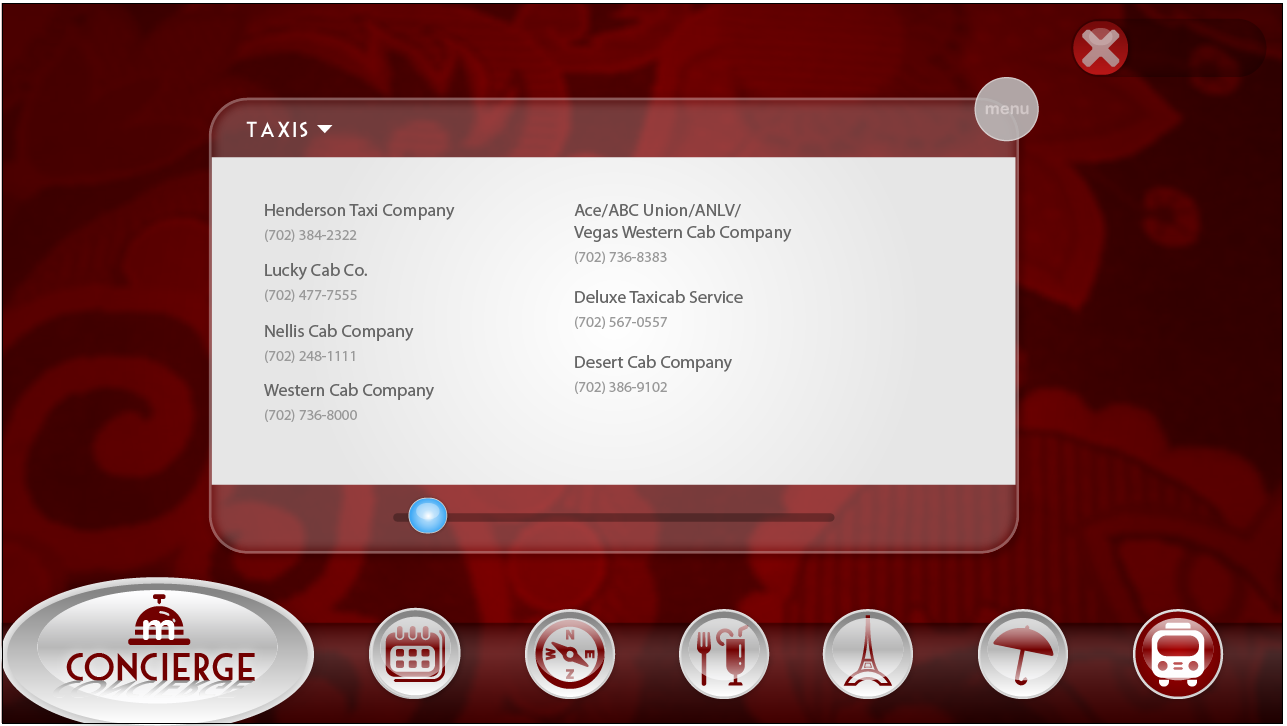 TAXIS
menu
Henderson Taxi Company
(702) 384-2322
Lucky Cab Co.
(702) 477-7555
Nellis Cab Company
(702) 248-1111
Western Cab Company
(702) 736-8000
Ace/ABC Union/ANLV/
Vegas Western Cab Company
(702) 736-8383
Deluxe Taxicab Service
(702) 567-0557
Desert Cab Company
(702) 386-9102
m
CONCIERGE
N
W E
S